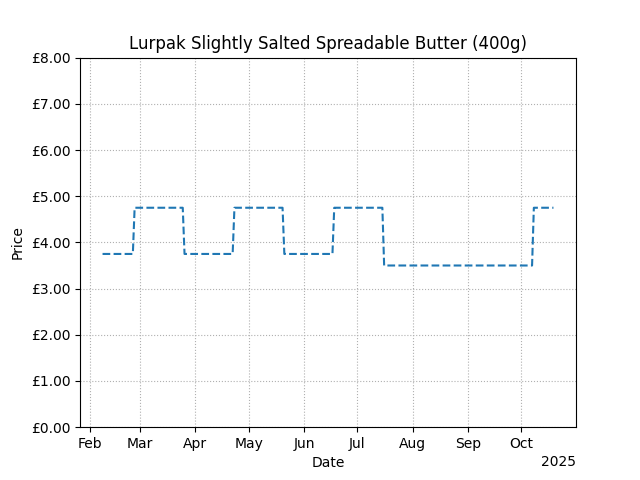 Lurpak Slightly Salted Spreadable Butter (400g)
£8.00
£7.00
£6.00
£5.00
£4.00
£3.00
£2.00
£1.00
£0.00
Price
Feb Mar Apr May Jun Jul Aug Sep Oct
Date
2025